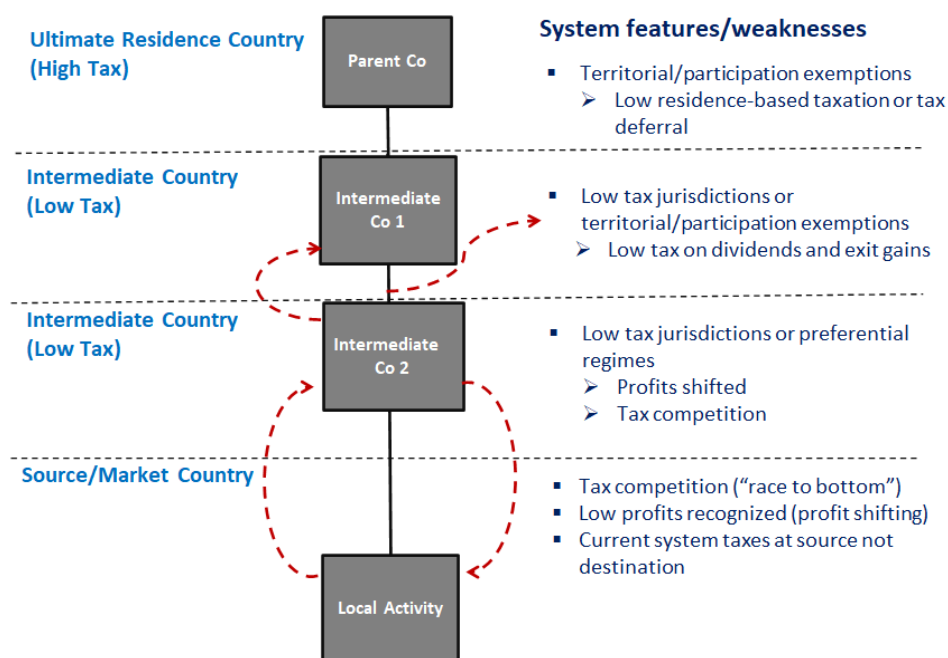 Ultimate Residence Country
(High Tax)
Parent Co
System features/weaknesses
▪ Territorial/participation exemptions
➢ Low residence-based taxation or tax
deferral
Intermediate Country
(Low Tax)
Intermediate
Co 1
▪ Low tax jurisdictions or
territorial/participation exemptions
➢ Low tax on dividends and exit gains
Intermediate Country
(Low Tax)
Intermediate
Co 2
▪ Low tax jurisdictions or preferential
regimes
➢ Profits shifted
➢ Tax competition
Source/Market Country
▪ Tax competition (“race to bottom”)
▪ Low profits recognized (profit shifting)
▪ Current system taxes at source not
destination
Local Activity